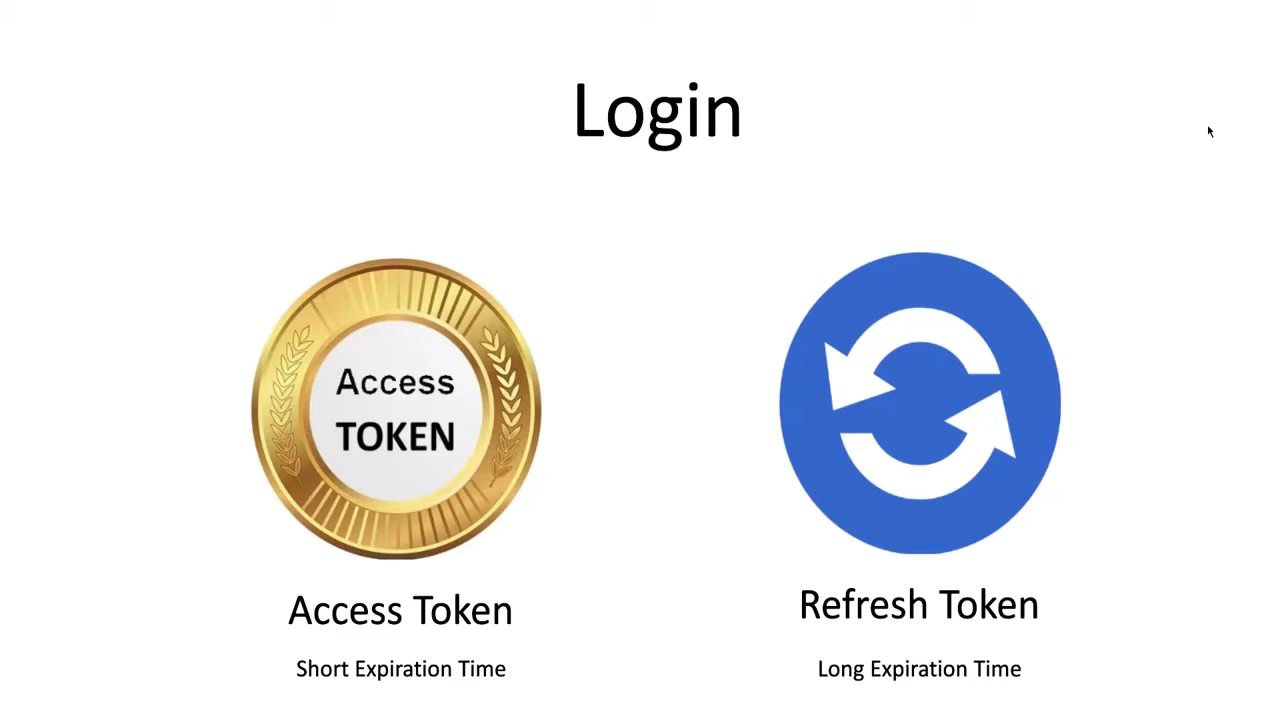 Login
Access
TOKEN
Access Token
Short Expiration Time
Refresh Token
Long Expiration Time